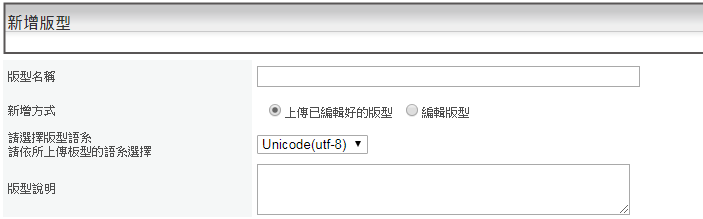 新增版型
版型名稱
新增方式
上傳已編輯好的版型 編輯版型
請選擇版型語系
請依所上傳板型的語系選擇
Unicode(utf-8)
版型說明